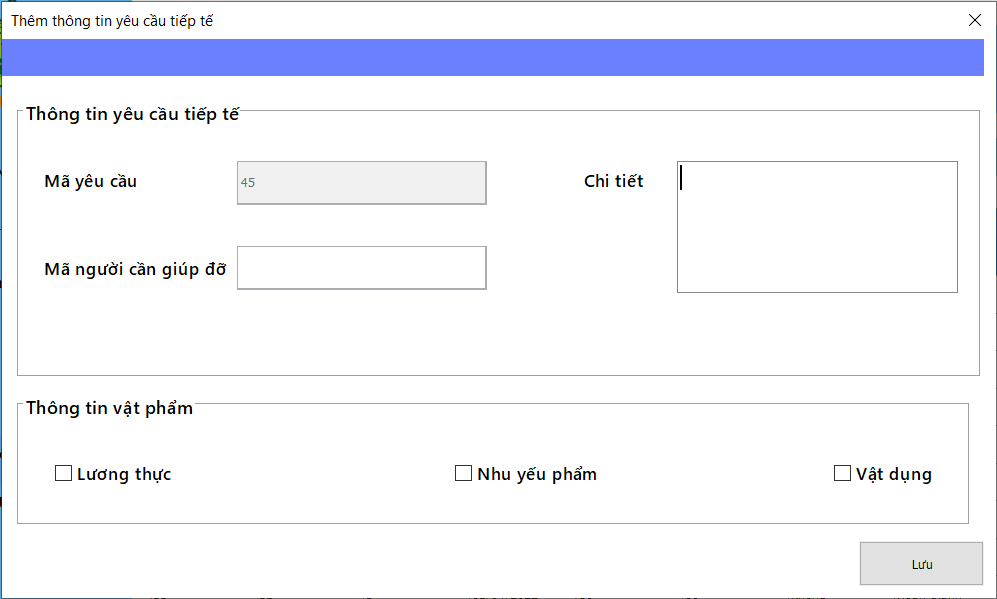 Thêm thông tin yêu cầu tiếp tế
Thông tin yêu cầu tiếp tế
Mã yêu cầu
45
Chi tiết
Mã người cần giúp đỡ
Thông tin vật phẩm
Lương thực
Nhu yếu phẩm
Vật dụng
Lưu